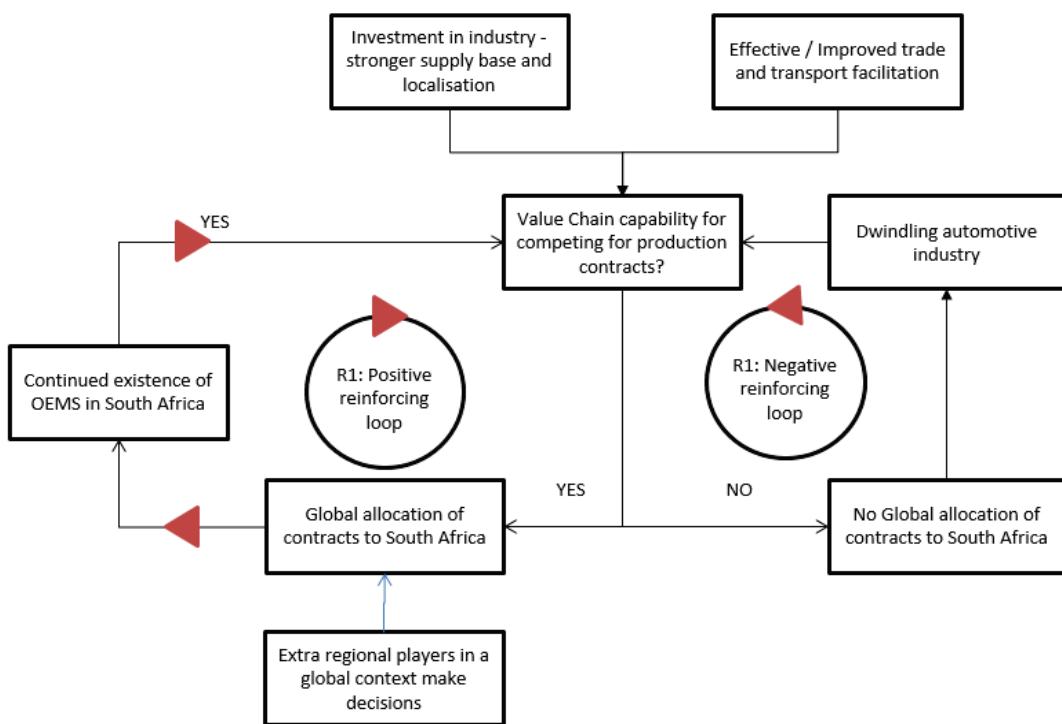 Investment in industry -
stronger supply base and
localisation
Effective / Improved trade
and transport facilitation
YES
Value Chain capability for
competing for production
contracts?
Dwindling automotive
industry
Continued existence of
OEMS in South Africa
R1: Positive
reinforcing
loop
R1: Negative
reinforcing
loop
YES
NO
Global allocation of
contracts to South Africa
No Global allocation of
contracts to South Africa
Extra regional players in a
global context make
decisions